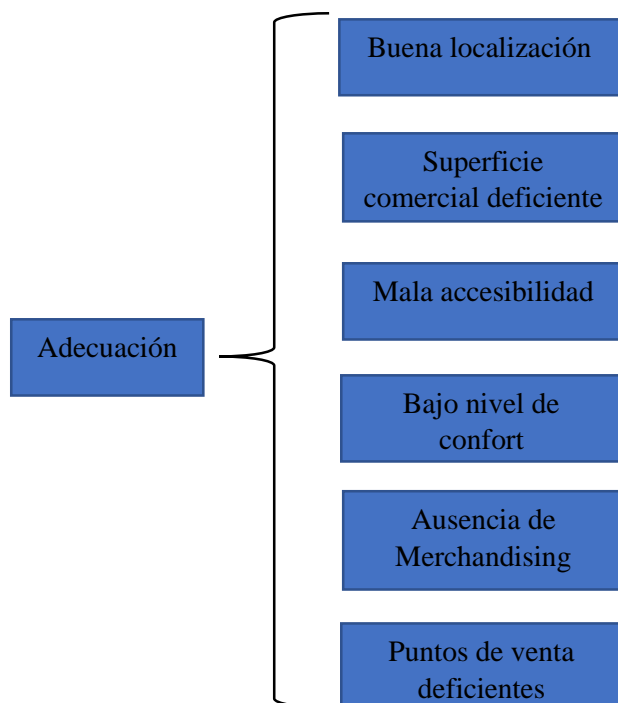 Buena localización
Superficie
comercial deficiente
Mala accesibilidad
Adecuación
Bajo nivel de
confort
Ausencia de
Merchandising
Puntos de venta
deficientes